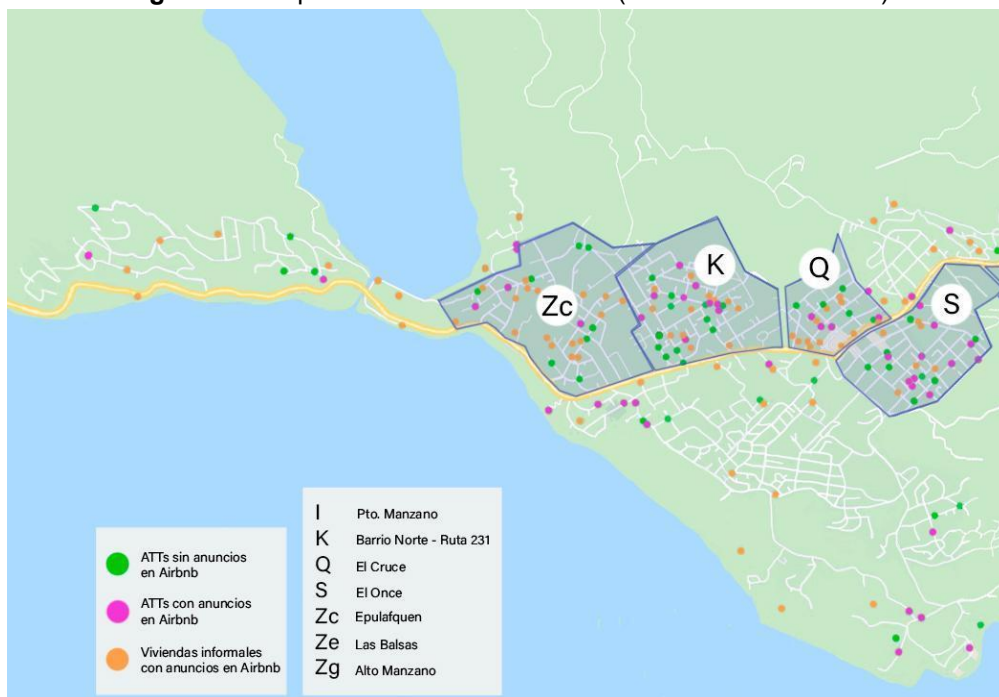 Zc
K
Q
S
ATTs sin anuncios
en Airbnb
ATTs con anuncios
en Airbnb
Viviendas informales
con anuncios en Airbnb
I Pto. Manzano
K Barrio Norte - Ruta 231
Q El Cruce
S El Once
Zc Epulafquen
Ze Las Balsas
Zg Alto Manzano